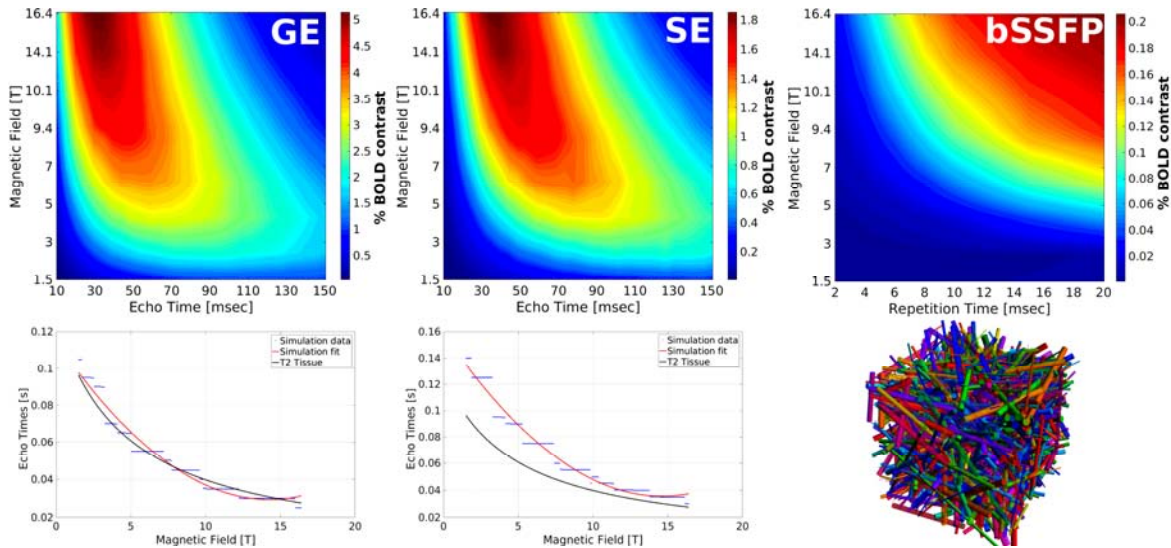 GE
16.4
14.1
10.1
9.4
7
5
3
1.5
Magnetic Field [T]
10 30 50 70 90 110 130 150
Echo Time [msec]
5
4.5
4
3.5
3
2.5
2
1.5
1
0.5
% BOLD contrast
SE
16.4
14.1
10.1
9.4
7
5
3
1.5
Magnetic Field [T]
10 30 50 70 90 110 130 150
Echo Time [msec]
1.8
1.6
1.4
1.2
1
0.8
0.6
0.4
0.2
% BOLD contrast
bSSFP
16.4
14.1
10.1
9.4
7
5
3
1.5
Magnetic Field [T]
2 4 6 8 10 12 14 16 18 20
Repetition Time [msec]
0.2
0.18
0.16
0.14
0.12
0.1
0.08
0.06
0.04
0.02
% BOLD contrast
0.12
0.1
0.08
0.06
0.04
0.02
Echo Times [s]
Simulation data
Simulation fit
T2 Tissue
0 5 10 15 20
Magnetic Field [T]
0.16
0.14
0.12
0.1
0.08
0.06
0.04
0.02
Echo Times [s]
Simulation data
Simulation fit
T2 Tissue
0 5 10 15 20
Magnetic Field [T]